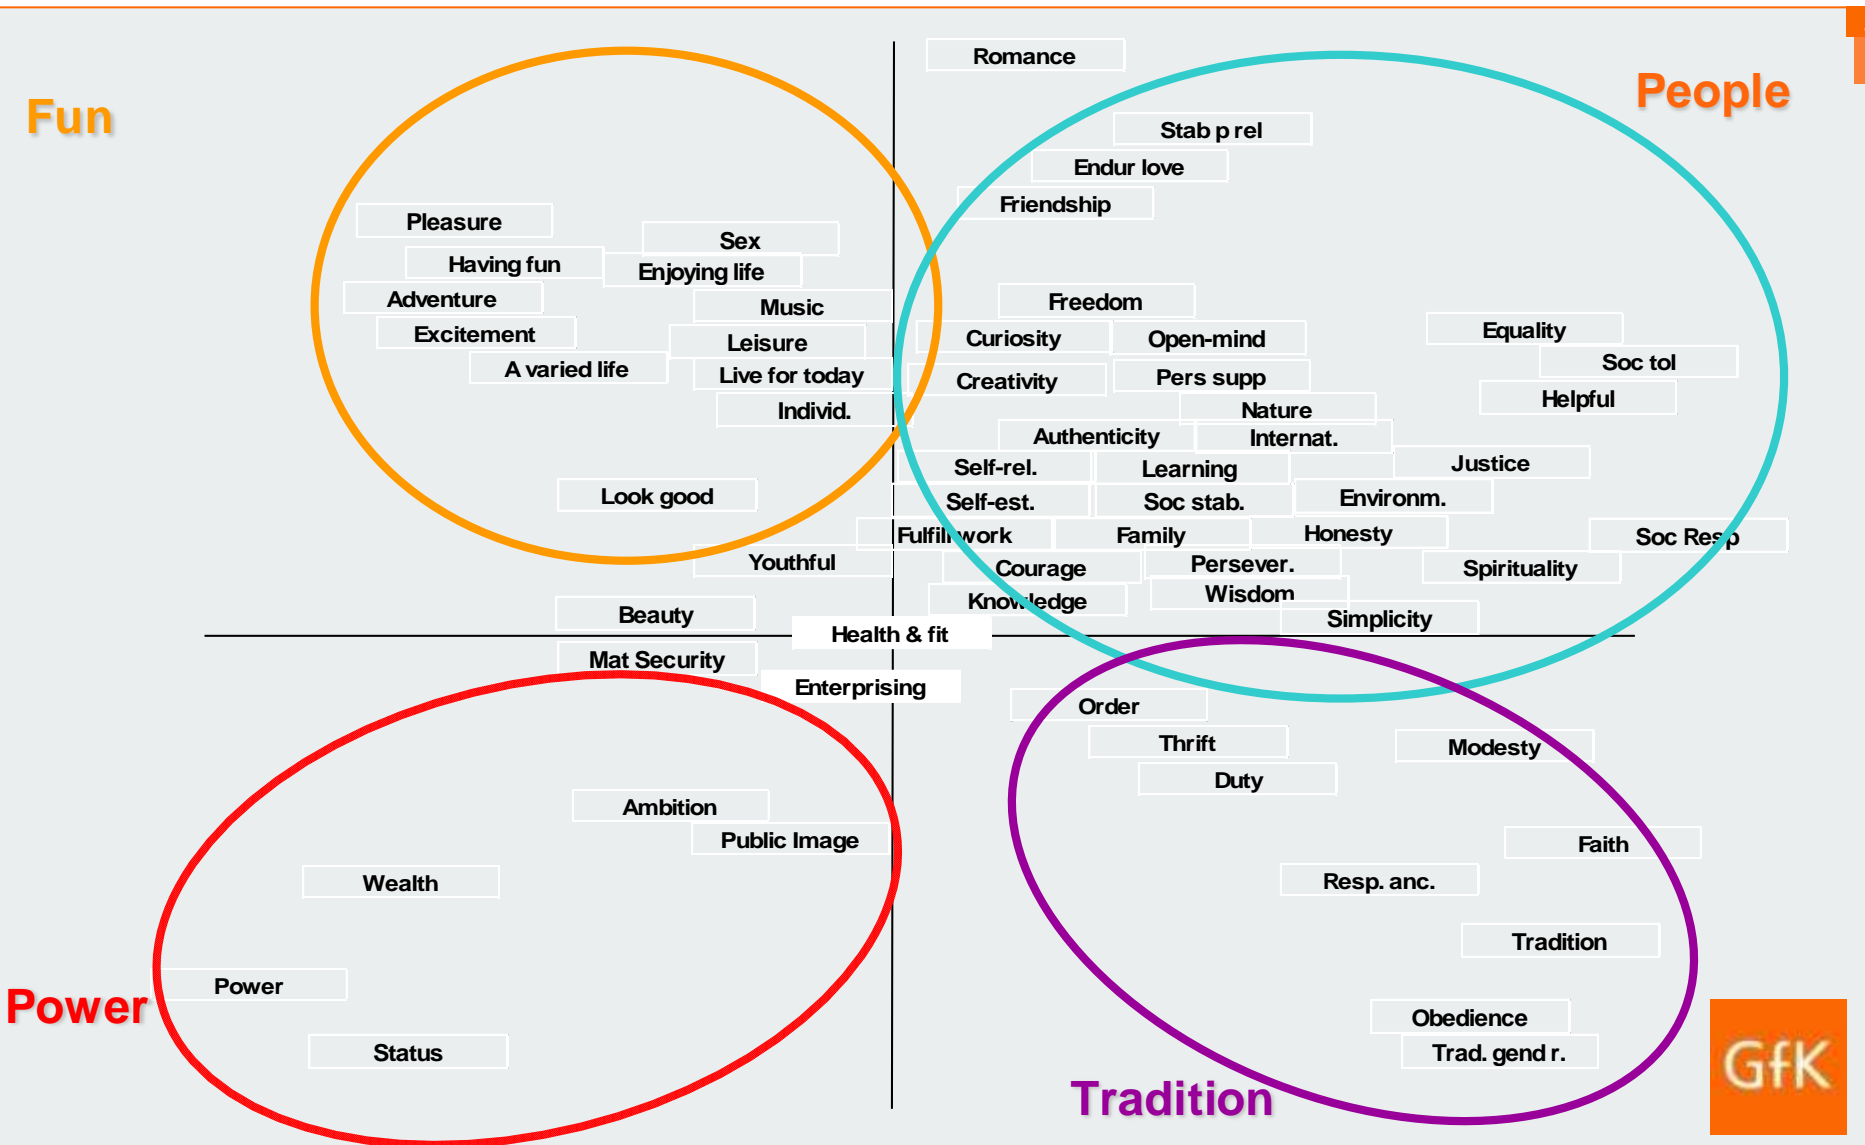 Romance
People
Fun
Stab p rel
Endur love
Friendship
Pleasure
Sex
Having fun
Enjoying life
Adventure
Music
Freedom
Excitement
Leisure
Curiosity
Open-mind
Equality
Soc tol
A varied life
Live for today
Creativity
Pers supp
Helpful
Individ.
Nature
Authenticity
Internat.
Self-rel.
Learning
Justice
Look good
Self-est.
Soc stab.
Environm.
Fulfill work
Family
Honesty
Soc Resp
Youthful
Courage
Persever.
Spirituality
Knowledge
Wisdom
Beauty
Simplicity
Health & fit
Mat Security
Enterprising
Order
Thrift
Modesty
Duty
Ambition
Public Image
Faith
Wealth
Resp. anc.
Tradition
Power
Power
Obedience
Status
Trad. gend r.
Tradition
GfK